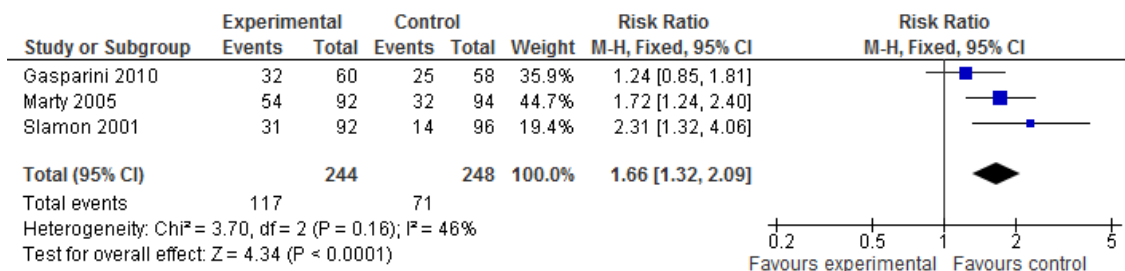 Experimental Control Risk Ratio Risk Ratio
Study or Subgroup Events Total Events Total Weight M-H, Fixed, 95% CI M-H, Fixed, 95% CI
Gasparini 2010 32 60 25 58 35.9% 1.24 [0.85, 1.81]
Marty 2005 54 92 32 94 44.7% 1.72 [1.24, 2.40]
Slamon 2001 31 92 14 96 19.4% 2.31 [1.32, 4.06]
Total (95% CI) 244 248 100.0% 1.66 [1.32, 2.09]
Total events 117 71
Heterogeneity: Chi² = 3.70, df = 2 (P = 0.16); I² = 46%
Test for overall effect: Z = 4.34 (P < 0.0001)
0.2 0.5 1 2 5
Favours experimental Favours control